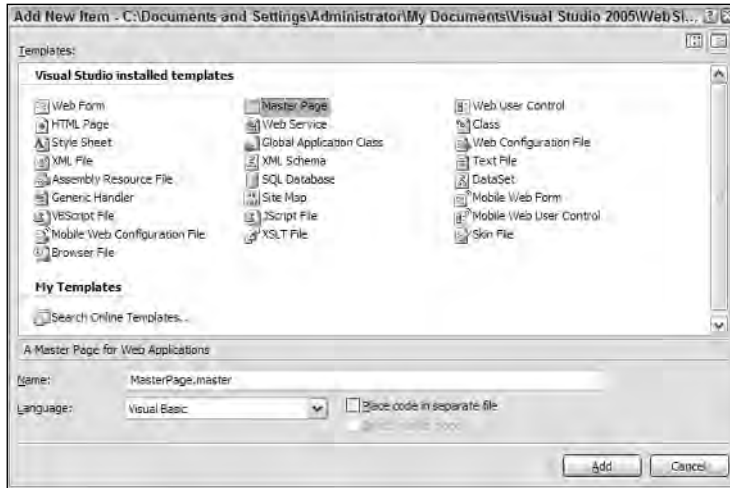 Add New Item - C:\Documents and Settings\Administrator\My Documents\Visual Studio 2005\WebSi...
Templates:
Visual Studio installed templates
Web Form
Master Page
Web User Control
HTML Page
Web Service
Class
Style Sheet
Global Application Class
Web Configuration File
XML File
XML Schema
Text File
Assembly Resource File
SQL Database
DataSet
Generic Handler
Site Map
Mobile Web Form
VBScript File
JScript File
Mobile Web User Control
Mobile Web Configuration File
XSLT File
Skin File
Browser File
My Templates
Search Online Templates...
A Master Page for Web Applications
Name:
MasterPage.master
Language:
Visual Basic
Place code in separate file
Add
Cancel